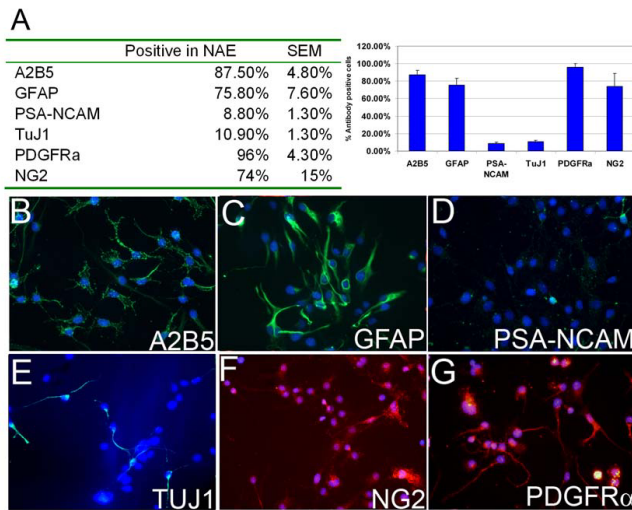 A
Positive in NAE SEM
A2B5 87.50% 4.80%
GFAP 75.80% 7.60%
PSA-NCAM 8.80% 1.30%
TuJ1 10.90% 1.30%
PDGFRa 96% 4.30%
NG2 74% 15%
% Antibody positive cells
120.00%
100.00%
80.00%
60.00%
40.00%
20.00%
0.00%
A2B5 GFAP PSA-NCAM TuJ1 PDGFRa NG2
B
A2B5
C
GFAP
D
PSA-NCAM
E
TUJ1
F
NG2
G
PDGFRα